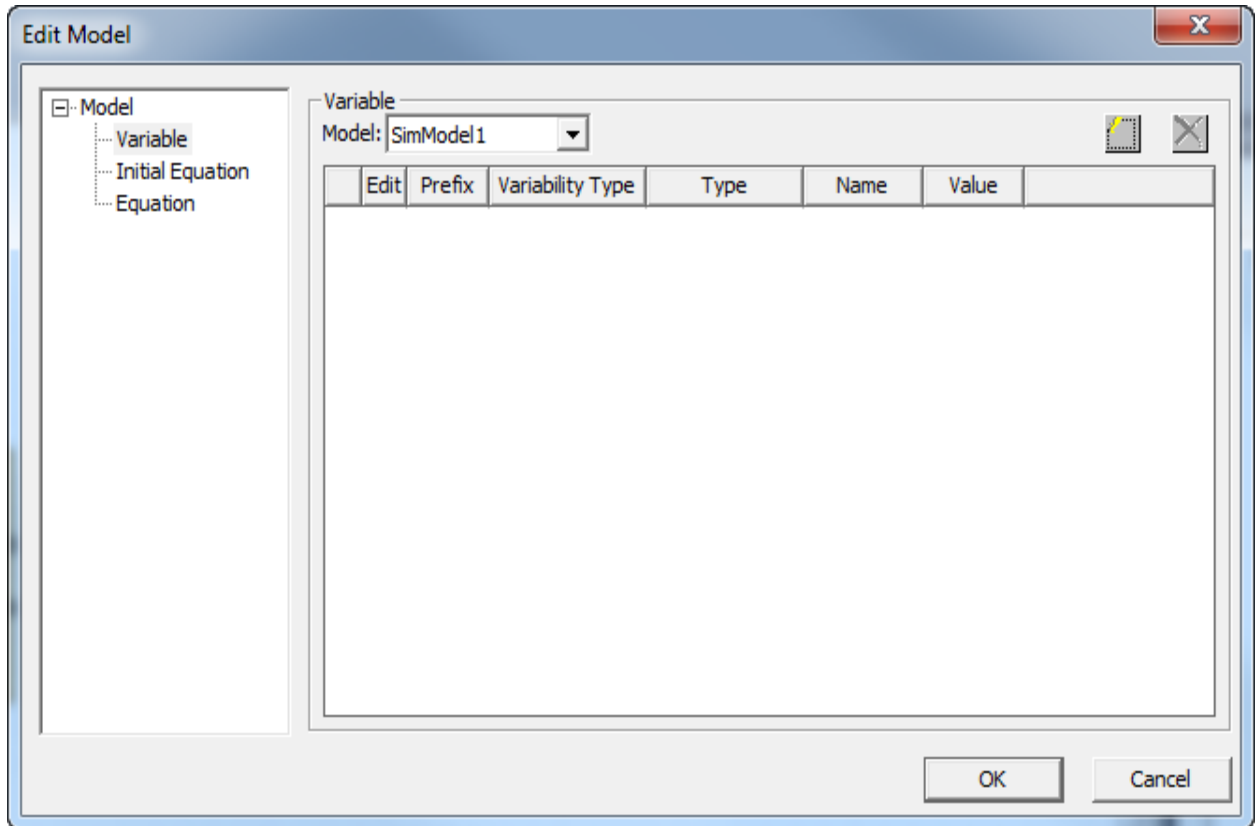 Edit Model
Model
Variable
Initial Equation
Equation
Variable
Model: SimModel1
Edit Prefix Variability Type Type Name Value
OK Cancel